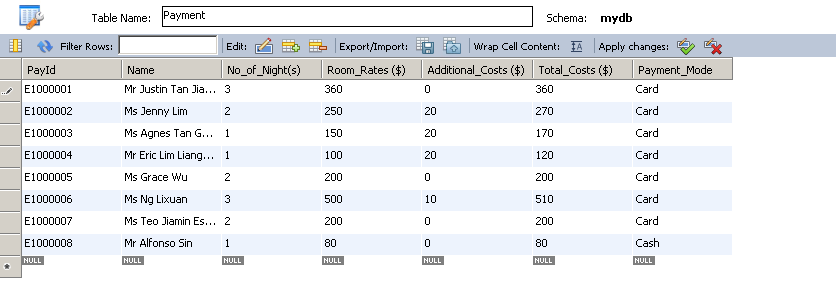 Table Name: Payment Schema: mydb
Filter Rows: Edit: Export/Import: Wrap Cell Content: IA Apply changes:
PayId Name No_of_Night(s) Room_Rates ($) Additional_Costs ($) Total_Costs ($) Payment_Mode
E1000001 Mr Justin Tan Jia... 3 360 0 360 Card
E1000002 Ms Jenny Lim 2 250 20 270 Card
E1000003 Ms Agnes Tan G... 1 150 20 170 Card
E1000004 Mr Eric Lim Liang... 1 100 20 120 Card
E1000005 Ms Grace Wu 2 200 0 200 Card
E1000006 Ms Ng Lixuan 3 500 10 510 Card
E1000007 Ms Teo Jiamin Es... 2 200 0 200 Card
E1000008 Mr Alfonso Sin 1 80 0 80 Cash
NULL NULL NULL NULL NULL NULL NULL